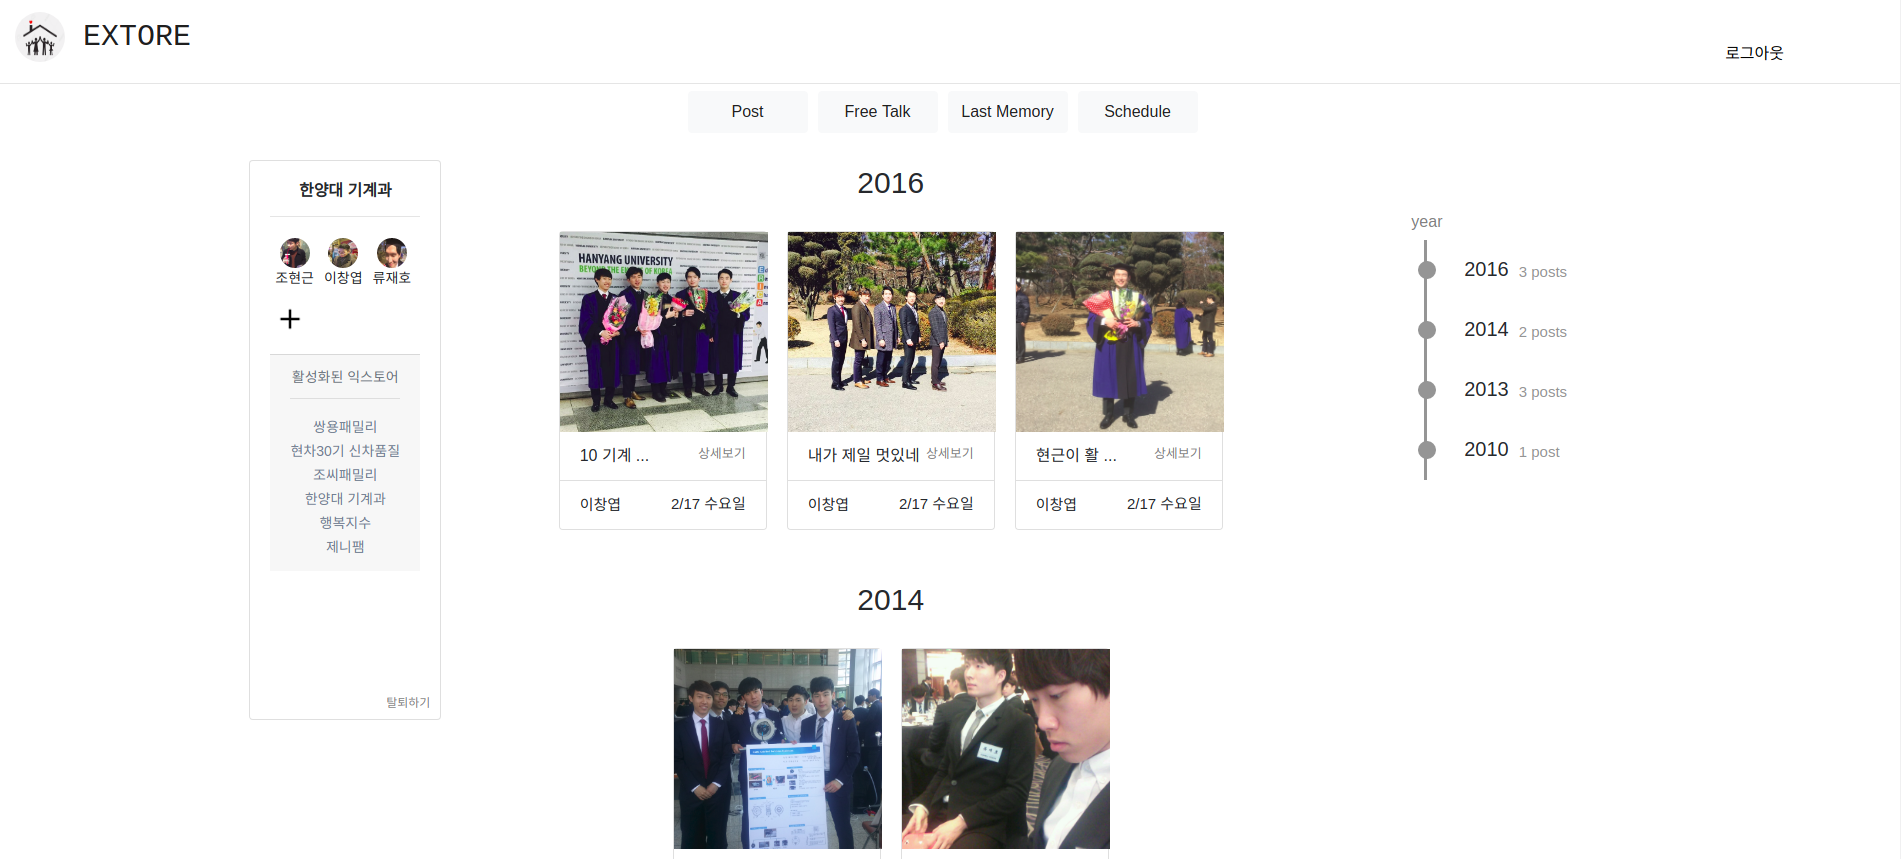 EXTORE
로그아웃
Post
Free Talk
Last Memory
Schedule
한양대 기계과
조현근 이창엽 류재호
활성화된 익스토어
쌍용패밀리
현차30기 신차품질
조씨패밀리
한양대 기계과
행복지수
제니팸
탈퇴하기
2016
HANYANG UNIVERSITY
BEYOND THE ENGINE OF KOREA
10 기계 ... 상세보기
이창엽 2/17 수요일
내가 제일 멋있네 상세보기
이창엽 2/17 수요일
현근이 활 ... 상세보기
이창엽 2/17 수요일
2014
year
2016 3 posts
2014 2 posts
2013 3 posts
2010 1 post